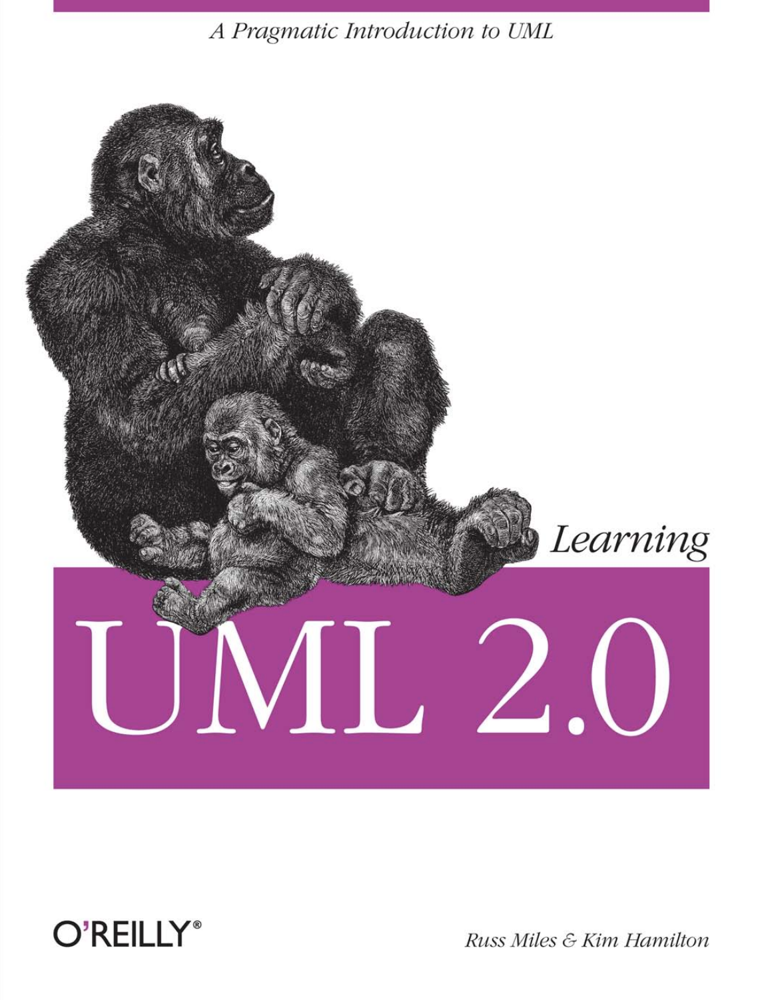 A Pragmatic Introduction to UML
Learning
UML 2.0
O'REILLY®
Russ Miles & Kim Hamilton